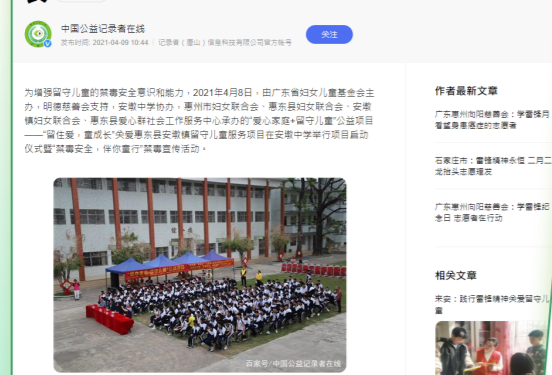 中国公益记录者在线
发布时间: 2021-04-09 10:44 | 记录者(唐山)信息科技有限公司官方帐号
关注
为增强留守儿童的禁毒安全意识和能力,2021年4月8日,由广东省妇女儿童基金会主
办,明德慈善会支持,安墩中学协办,惠州市妇女联合会、惠东县妇女联合会、安墩
镇妇女联合会、惠东县爱心群社会工作服务中心承办的“爱心家庭+留守儿童”公益项目
——“留住爱,童成长”关爱惠东县安墩镇留守儿童服务项目在安墩中学举行项目启动
仪式暨“禁毒安全,伴你童行”禁毒宣传活动。
百家号/中国公益记录者在线
作者最新文章
广东惠州向阳慈善会:学雷锋月
看望身患癌症的志愿者
石家庄市:雷锋精神永恒 二月二
龙抬头志愿理发
广东惠州向阳慈善会:学雷锋纪
念日 志愿者在行动
相关文章
来安:践行雷锋精神关爱留守儿
童